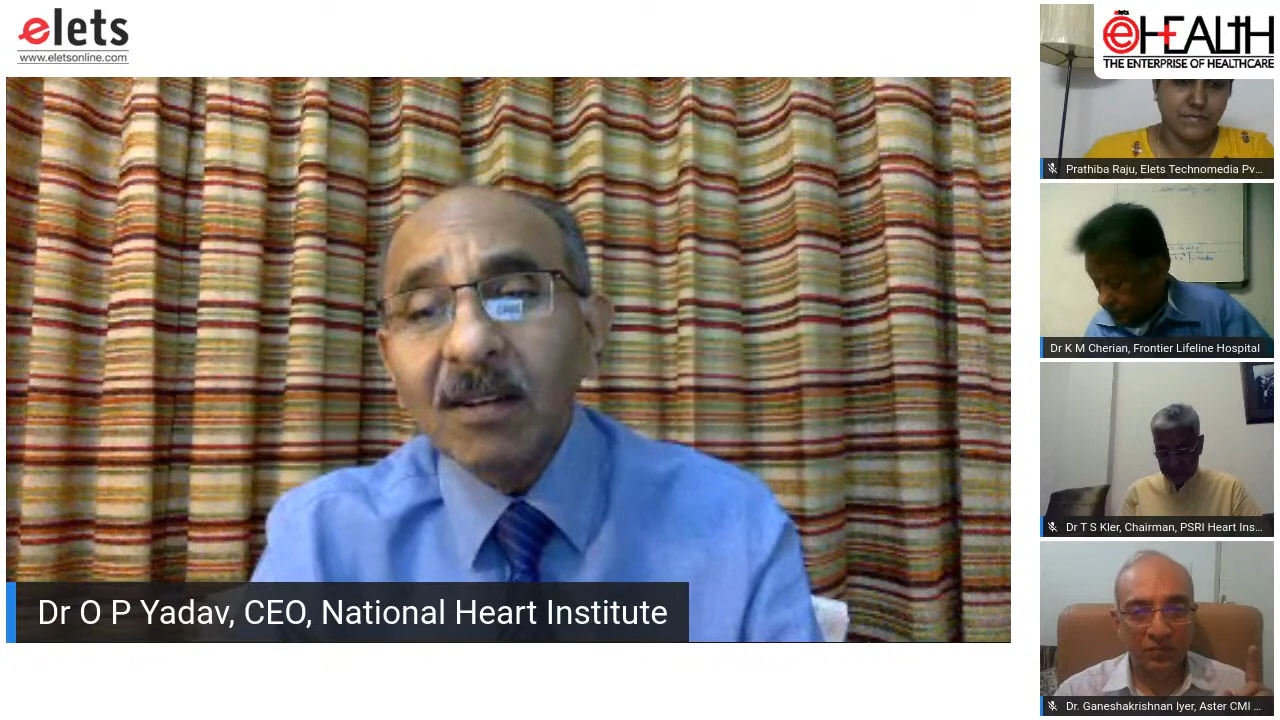 elets
www.eletsonline.com
elets
eHEALTH
THE ENTERPRISE OF HEALTHCARE
Prathiba Raju, Elets Technomedia Pv...
Dr K M Cherian, Frontier Lifeline Hospital
Dr T S Kler, Chairman, PSRI Heart Ins...
Dr. Ganeshakrishnan Iyer, Aster CMI ...
Dr O P Yadav, CEO, National Heart Institute